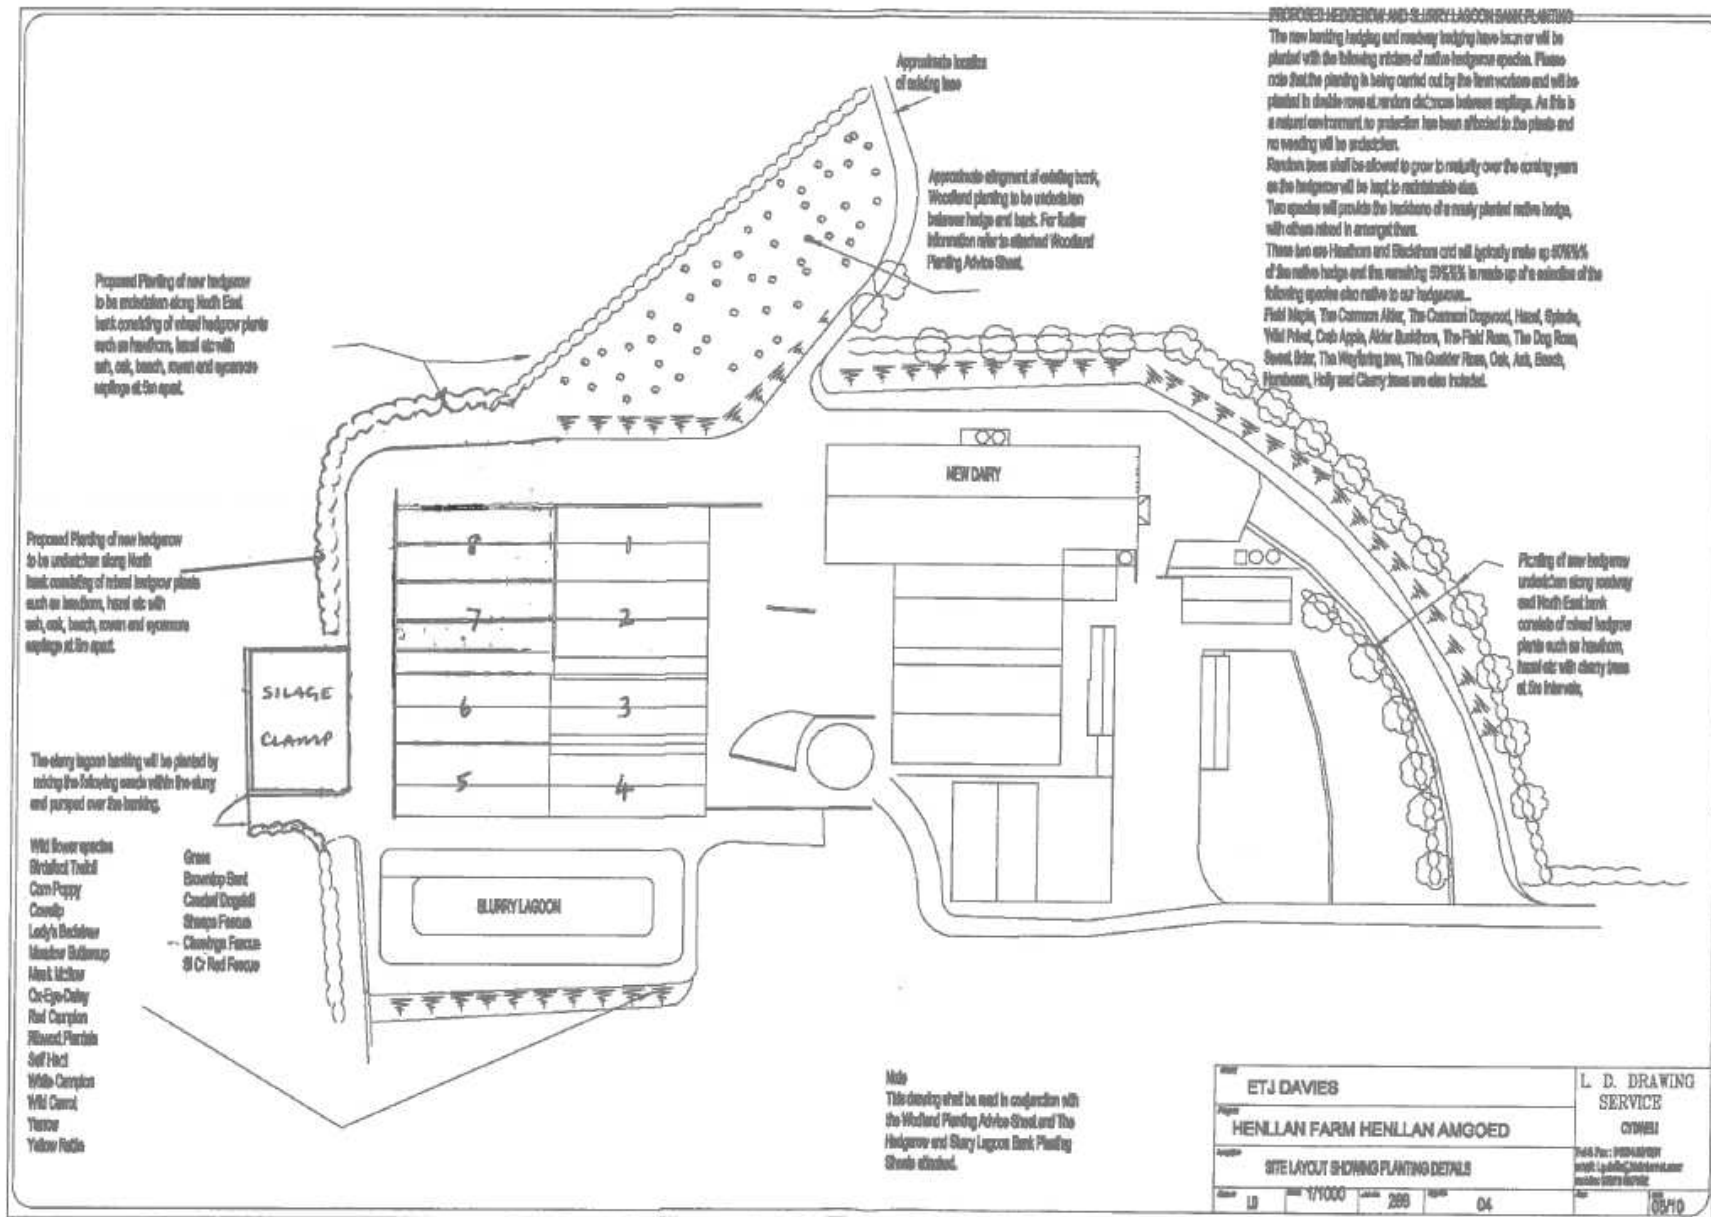 PROPOSED HEDGEROW AND SLURRY LAGOON BANK PLANTING
The new banking hedging and roadway hedging have been or will be
planted with the following mixture of native hedgerow species. Please
note that the planting is being carried out by the farm workers and will be
planted in double rows at random distances between saplings. As this is
a natural environment no protection has been afforded to the plants and
no weeding will be undertaken.
Random trees shall be allowed to grow to maturity over the coming years
as the hedgerow will be kept to maintainable size.
Two species will provide the backbone of a newly planted native hedge,
with others mixed in amongst them.
These two are Hawthorn and Blackthorn and will typically make up
of the native hedge and the remaining is made up of a selection of the
following species also native to our hedgerows...
Field Maple, The Common Alder, The Common Dogwood, Hazel, Spindle,
Wild Privet, Crab Apple, Alder Buckthorn, The Field Rose, The Dog Rose,
Sweet Briar, The Wayfaring tree, The Guelder Rose, Oak, Ash, Beech,
Hornbeam, Holly and Cherry trees are also included.
Approximate location
of existing
Approximate alingment of existing bank,
Woodland planting to be undertaken
between hedge and bank. For further
information refer to attached Woodland
Planting Advice Sheet.
Proposed Planting of new hedgerow
to be undertaken along North East
bank consisting of mixed hedgrow plants
such as hawthorn, hazel etc with
ash, oak, beech, rowan and sycamore
saplings at 5m apart.
NEW DAIRY
Proposed Planting of new hedgerow
to be undertaken along North
bank consisting of mixed hedgrow plants
such as hawthorn, hazel etc with
ash, oak, beech, rowan and sycamore
saplings at 5m apart.
8 1
7 2
6 3
5 4
SILAGE
CLAMP
Planting of new hedgerow
undertaken along roadway
and North East bank
consists of mixed hedgrow
plants such as hawthorn,
hazel etc with cherry trees
at 5m intervals,
The slurry lagoon banking will be planted by
mixing the following seeds within the slurry
and pumped over the banking.
Wild flower species
Birdsfoot Trefoil
Corn Poppy
Cowslip
Lady's Bedstraw
Meadow Buttercup
Musk Mallow
Ox-Eye-Daisy
Red Campion
Ribwort Plantain
Self Heal
White Campion
Wild Carrot
Yarrow
Yellow Rattle
Grass
Browntop Bent
Crested Dogstail
Sheeps Fescue
Chewings Fescue
Sl Cr Red Fescue
SLURRY LAGOON
Note
This drawing shall be read in conjunction with
the Woodland Planting Advice Sheet and The
Hedgerow and Slurry Lagoon Bank Planting
Sheets attached.
ETJ DAVIES
HENLLAN FARM HENLLAN AMGOED
SITE LAYOUT SHOWING PLANTING DETAILS
LD 1/1000 04
L. D. DRAWING
SERVICE
CYDWELI